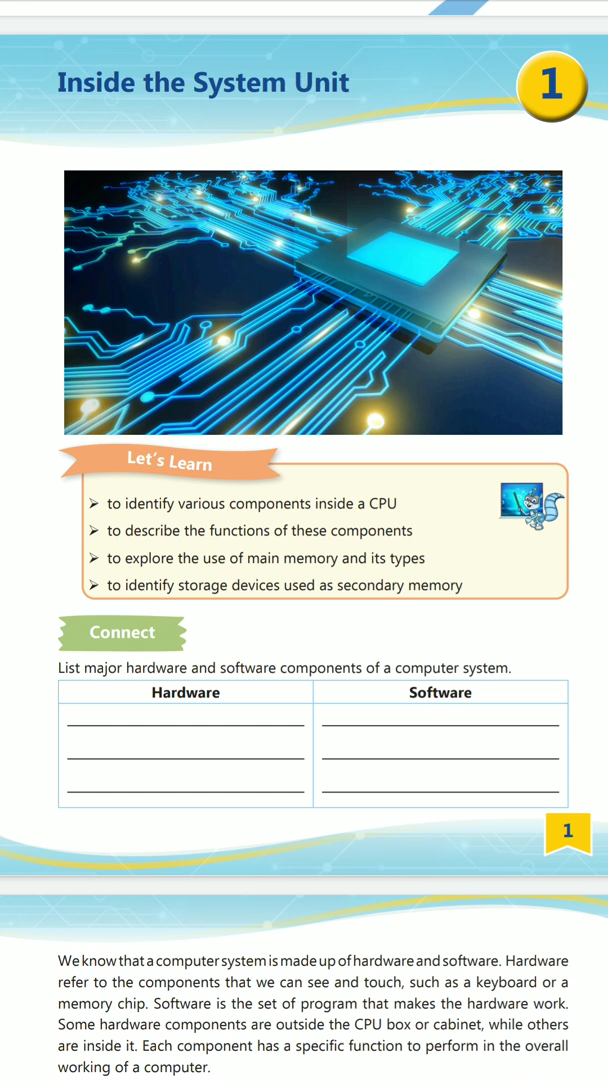 Inside the System Unit
1
Let's Learn
➢ to identify various components inside a CPU
➢ to describe the functions of these components
➢ to explore the use of main memory and its types
➢ to identify storage devices used as secondary memory
Connect
List major hardware and software components of a computer system.
Hardware Software
1
We know that a computer system is made up of hardware and software. Hardware
refer to the components that we can see and touch, such as a keyboard or a
memory chip. Software is the set of program that makes the hardware work.
Some hardware components are outside the CPU box or cabinet, while others
are inside it. Each component has a specific function to perform in the overall
working of a computer.